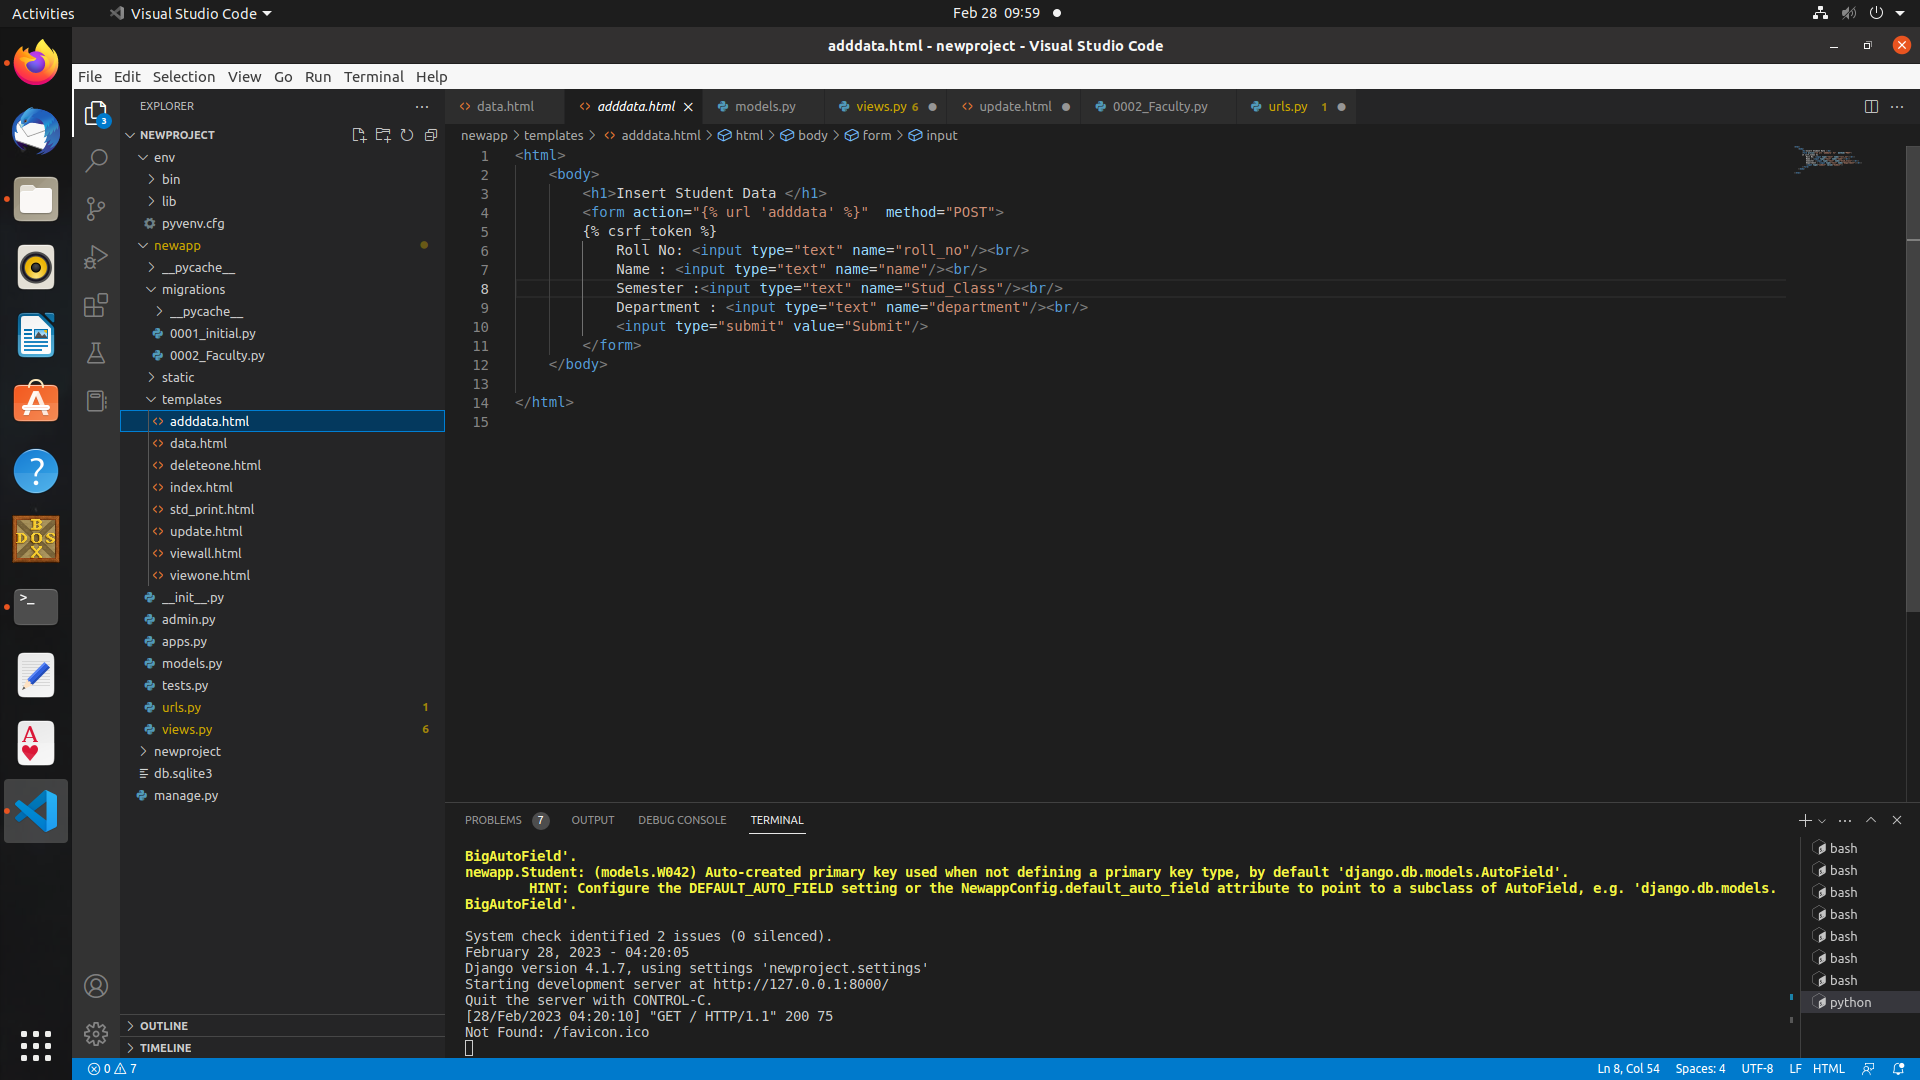 Activities Visual Studio Code Feb 28 09:59
adddata.html - newproject - Visual Studio Code
File Edit Selection View Go Run Terminal Help
EXPLORER
data.html adddata.html models.py views.py 6 update.html 0002_Faculty.py urls.py 1
3
NEWPROJECT
newapp templates adddata.html html body form input
env
bin
lib
pyvenv.cfg
newapp
__pycache__
migrations
__pycache__
0001_initial.py
0002_Faculty.py
static
templates
adddata.html
data.html
deleteone.html
index.html
std_print.html
update.html
viewall.html
viewone.html
__init__.py
admin.py
apps.py
models.py
tests.py
urls.py 1
views.py 6
newproject
db.sqlite3
manage.py
OUTLINE
TIMELINE
1 <html>
2 <body>
3 <h1>Insert Student Data </h1>
4 <form action="{% url 'adddata' %}"  method="POST">
5 {% csrf_token %}
6 Roll No: <input type="text" name="roll_no"/><br/>
7 Name : <input type="text" name="name"/><br/>
8 Semester :<input type="text" name="Stud_Class"/><br/>
9 Department : <input type="text" name="department"/><br/>
10 <input type="submit" value="Submit"/>
11 </form>
12 </body>
13
14 </html>
15
PROBLEMS 7 OUTPUT DEBUG CONSOLE TERMINAL
BigAutoField'.
newapp.Student: (models.W042) Auto-created primary key used when not defining a primary key type, by default 'django.db.models.AutoField'.
HINT: Configure the DEFAULT_AUTO_FIELD setting or the NewappConfig.default_auto_field attribute to point to a subclass of AutoField, e.g. 'django.db.models.
BigAutoField'.
System check identified 2 issues (0 silenced).
February 28, 2023 - 04:20:05
Django version 4.1.7, using settings 'newproject.settings'
Starting development server at http://127.0.0.1:8000/
Quit the server with CONTROL-C.
[28/Feb/2023 04:20:10] "GET / HTTP/1.1" 200 75
Not Found: /favicon.ico
bash
bash
bash
bash
bash
bash
bash
python
B
DOS
X
>_
A
0 7 Ln 8, Col 54 Spaces: 4 UTF-8 LF HTML